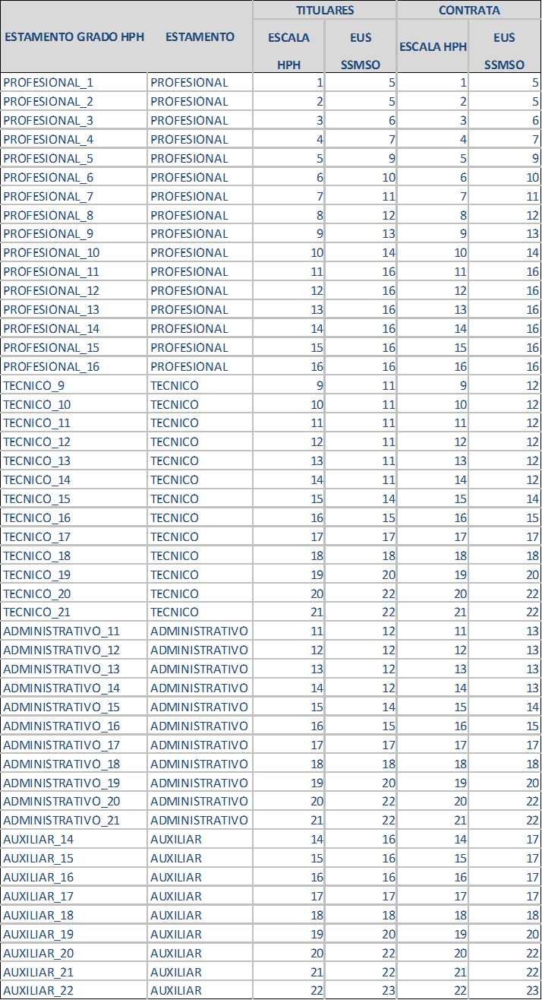 TITULARES CONTRATA
ESTAMENTO GRADO HPH ESTAMENTO ESCALA HPH EUS SSMSO ESCALA HPH EUS SSMSO
PROFESIONAL_1 PROFESIONAL 1 5 1 5
PROFESIONAL_2 PROFESIONAL 2 5 2 5
PROFESIONAL_3 PROFESIONAL 3 6 3 6
PROFESIONAL_4 PROFESIONAL 4 7 4 7
PROFESIONAL_5 PROFESIONAL 5 9 5 9
PROFESIONAL_6 PROFESIONAL 6 10 6 10
PROFESIONAL_7 PROFESIONAL 7 11 7 11
PROFESIONAL_8 PROFESIONAL 8 12 8 12
PROFESIONAL_9 PROFESIONAL 9 13 9 13
PROFESIONAL_10 PROFESIONAL 10 14 10 14
PROFESIONAL_11 PROFESIONAL 11 16 11 16
PROFESIONAL_12 PROFESIONAL 12 16 12 16
PROFESIONAL_13 PROFESIONAL 13 16 13 16
PROFESIONAL_14 PROFESIONAL 14 16 14 16
PROFESIONAL_15 PROFESIONAL 15 16 15 16
PROFESIONAL_16 PROFESIONAL 16 16 16 16
TECNICO_9 TECNICO 9 11 9 12
TECNICO_10 TECNICO 10 11 10 12
TECNICO_11 TECNICO 11 11 11 12
TECNICO_12 TECNICO 12 11 12 12
TECNICO_13 TECNICO 13 11 13 12
TECNICO_14 TECNICO 14 11 14 12
TECNICO_15 TECNICO 15 14 15 14
TECNICO_16 TECNICO 16 15 16 15
TECNICO_17 TECNICO 17 17 17 17
TECNICO_18 TECNICO 18 18 18 18
TECNICO_19 TECNICO 19 20 19 20
TECNICO_20 TECNICO 20 22 20 22
TECNICO_21 TECNICO 21 22 21 22
ADMINISTRATIVO_11 ADMINISTRATIVO 11 12 11 13
ADMINISTRATIVO_12 ADMINISTRATIVO 12 12 12 13
ADMINISTRATIVO_13 ADMINISTRATIVO 13 12 13 13
ADMINISTRATIVO_14 ADMINISTRATIVO 14 12 14 13
ADMINISTRATIVO_15 ADMINISTRATIVO 15 14 15 14
ADMINISTRATIVO_16 ADMINISTRATIVO 16 15 16 15
ADMINISTRATIVO_17 ADMINISTRATIVO 17 17 17 17
ADMINISTRATIVO_18 ADMINISTRATIVO 18 18 18 18
ADMINISTRATIVO_19 ADMINISTRATIVO 19 20 19 20
ADMINISTRATIVO_20 ADMINISTRATIVO 20 22 20 22
ADMINISTRATIVO_21 ADMINISTRATIVO 21 22 21 22
AUXILIAR_14 AUXILIAR 14 16 14 17
AUXILIAR_15 AUXILIAR 15 16 15 17
AUXILIAR_16 AUXILIAR 16 16 16 17
AUXILIAR_17 AUXILIAR 17 17 17 17
AUXILIAR_18 AUXILIAR 18 18 18 18
AUXILIAR_19 AUXILIAR 19 20 19 20
AUXILIAR_20 AUXILIAR 20 22 20 22
AUXILIAR_21 AUXILIAR 21 22 21 22
AUXILIAR_22 AUXILIAR 22 23 22 23